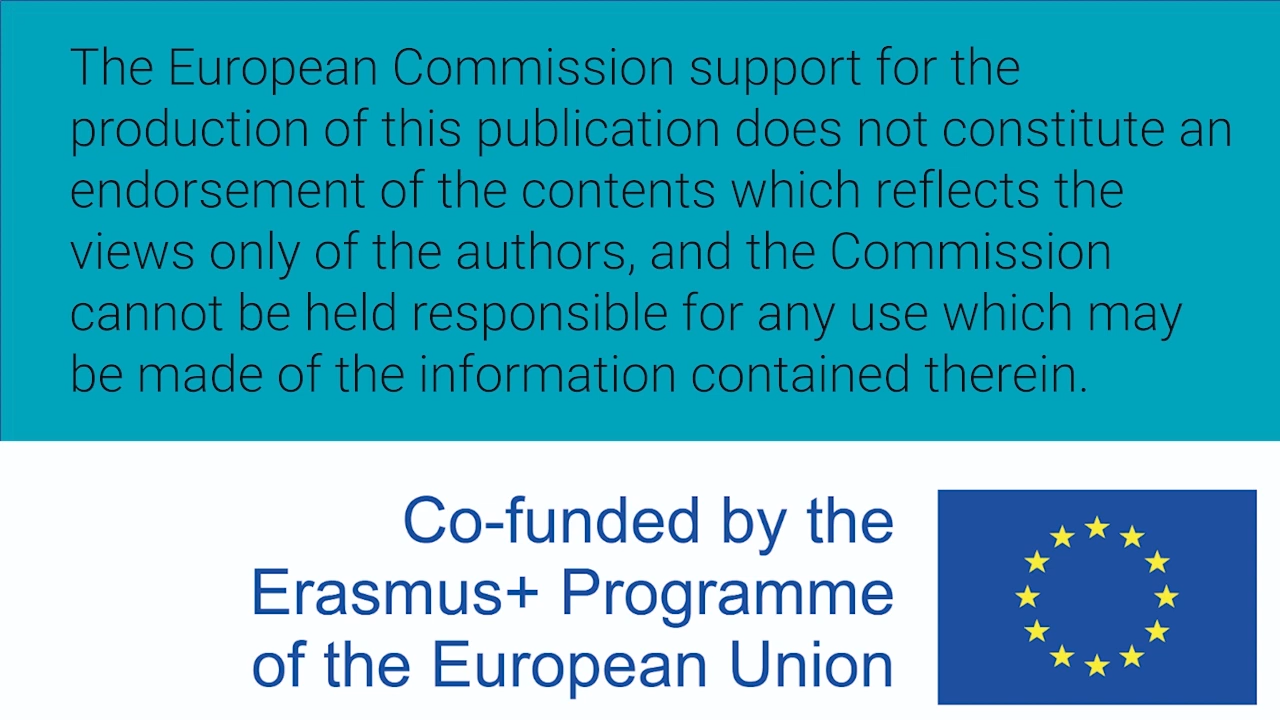 The European Commission support for the
production of this publication does not constitute an
endorsement of the contents which reflects the
views only of the authors, and the Commission
cannot be held responsible for any use which may
be made of the information contained therein.
Co-funded by the
Erasmus+ Programme
of the European Union